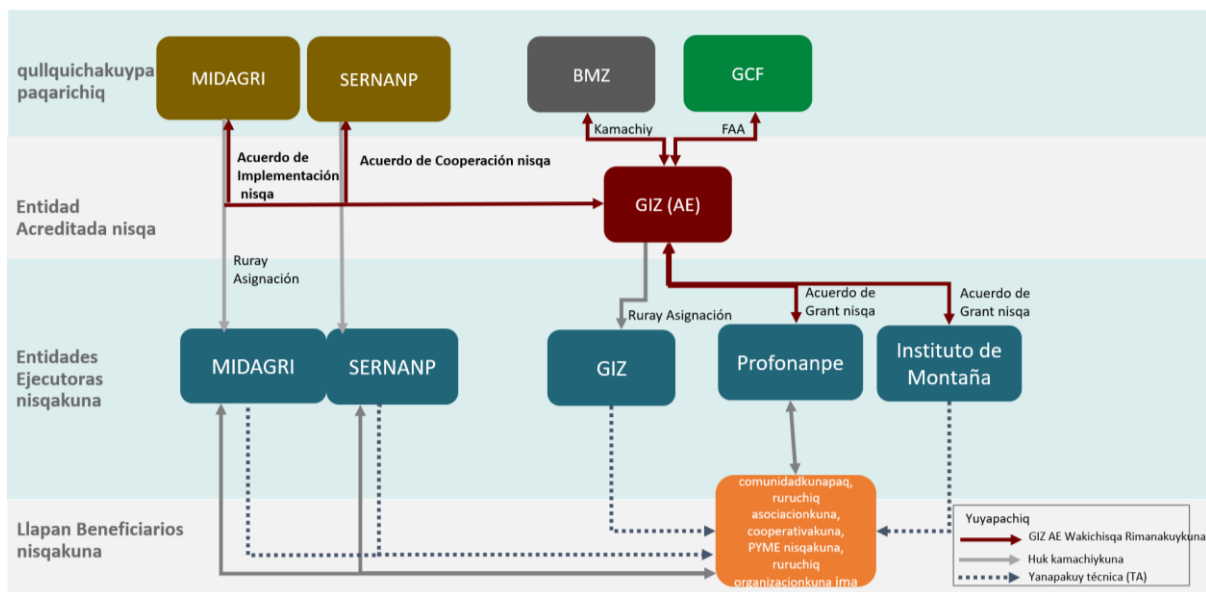 qullquichakuypa
paqarichiq
MIDAGRI
SERNANP
BMZ
GCF
Kamachiy
FAA
Acuerdo de
Implementación
nisqa
Acuerdo de Cooperación nisqa
Entidad
Acreditada nisqa
GIZ (AE)
Ruray
Asignación
Ruray Asignación
Acuerdo de
Grant nisqa
Acuerdo de
Grant nisqa
Entidades
Ejecutoras
nisqakuna
MIDAGRI
SERNANP
GIZ
Profonanpe
Instituto de
Montaña
Llapan Beneficiarios
nisqakuna
comunidadkunapaq,
ruruchiq
asociacionkuna,
cooperativakuna,
PYME nisqakuna,
ruruchiq
organizacionkuna ima
Yuyapachiq
GIZ AE Wakichisqa Rimanakuykuna
Huk kamachiykuna
Yanapakuy técnica (TA)